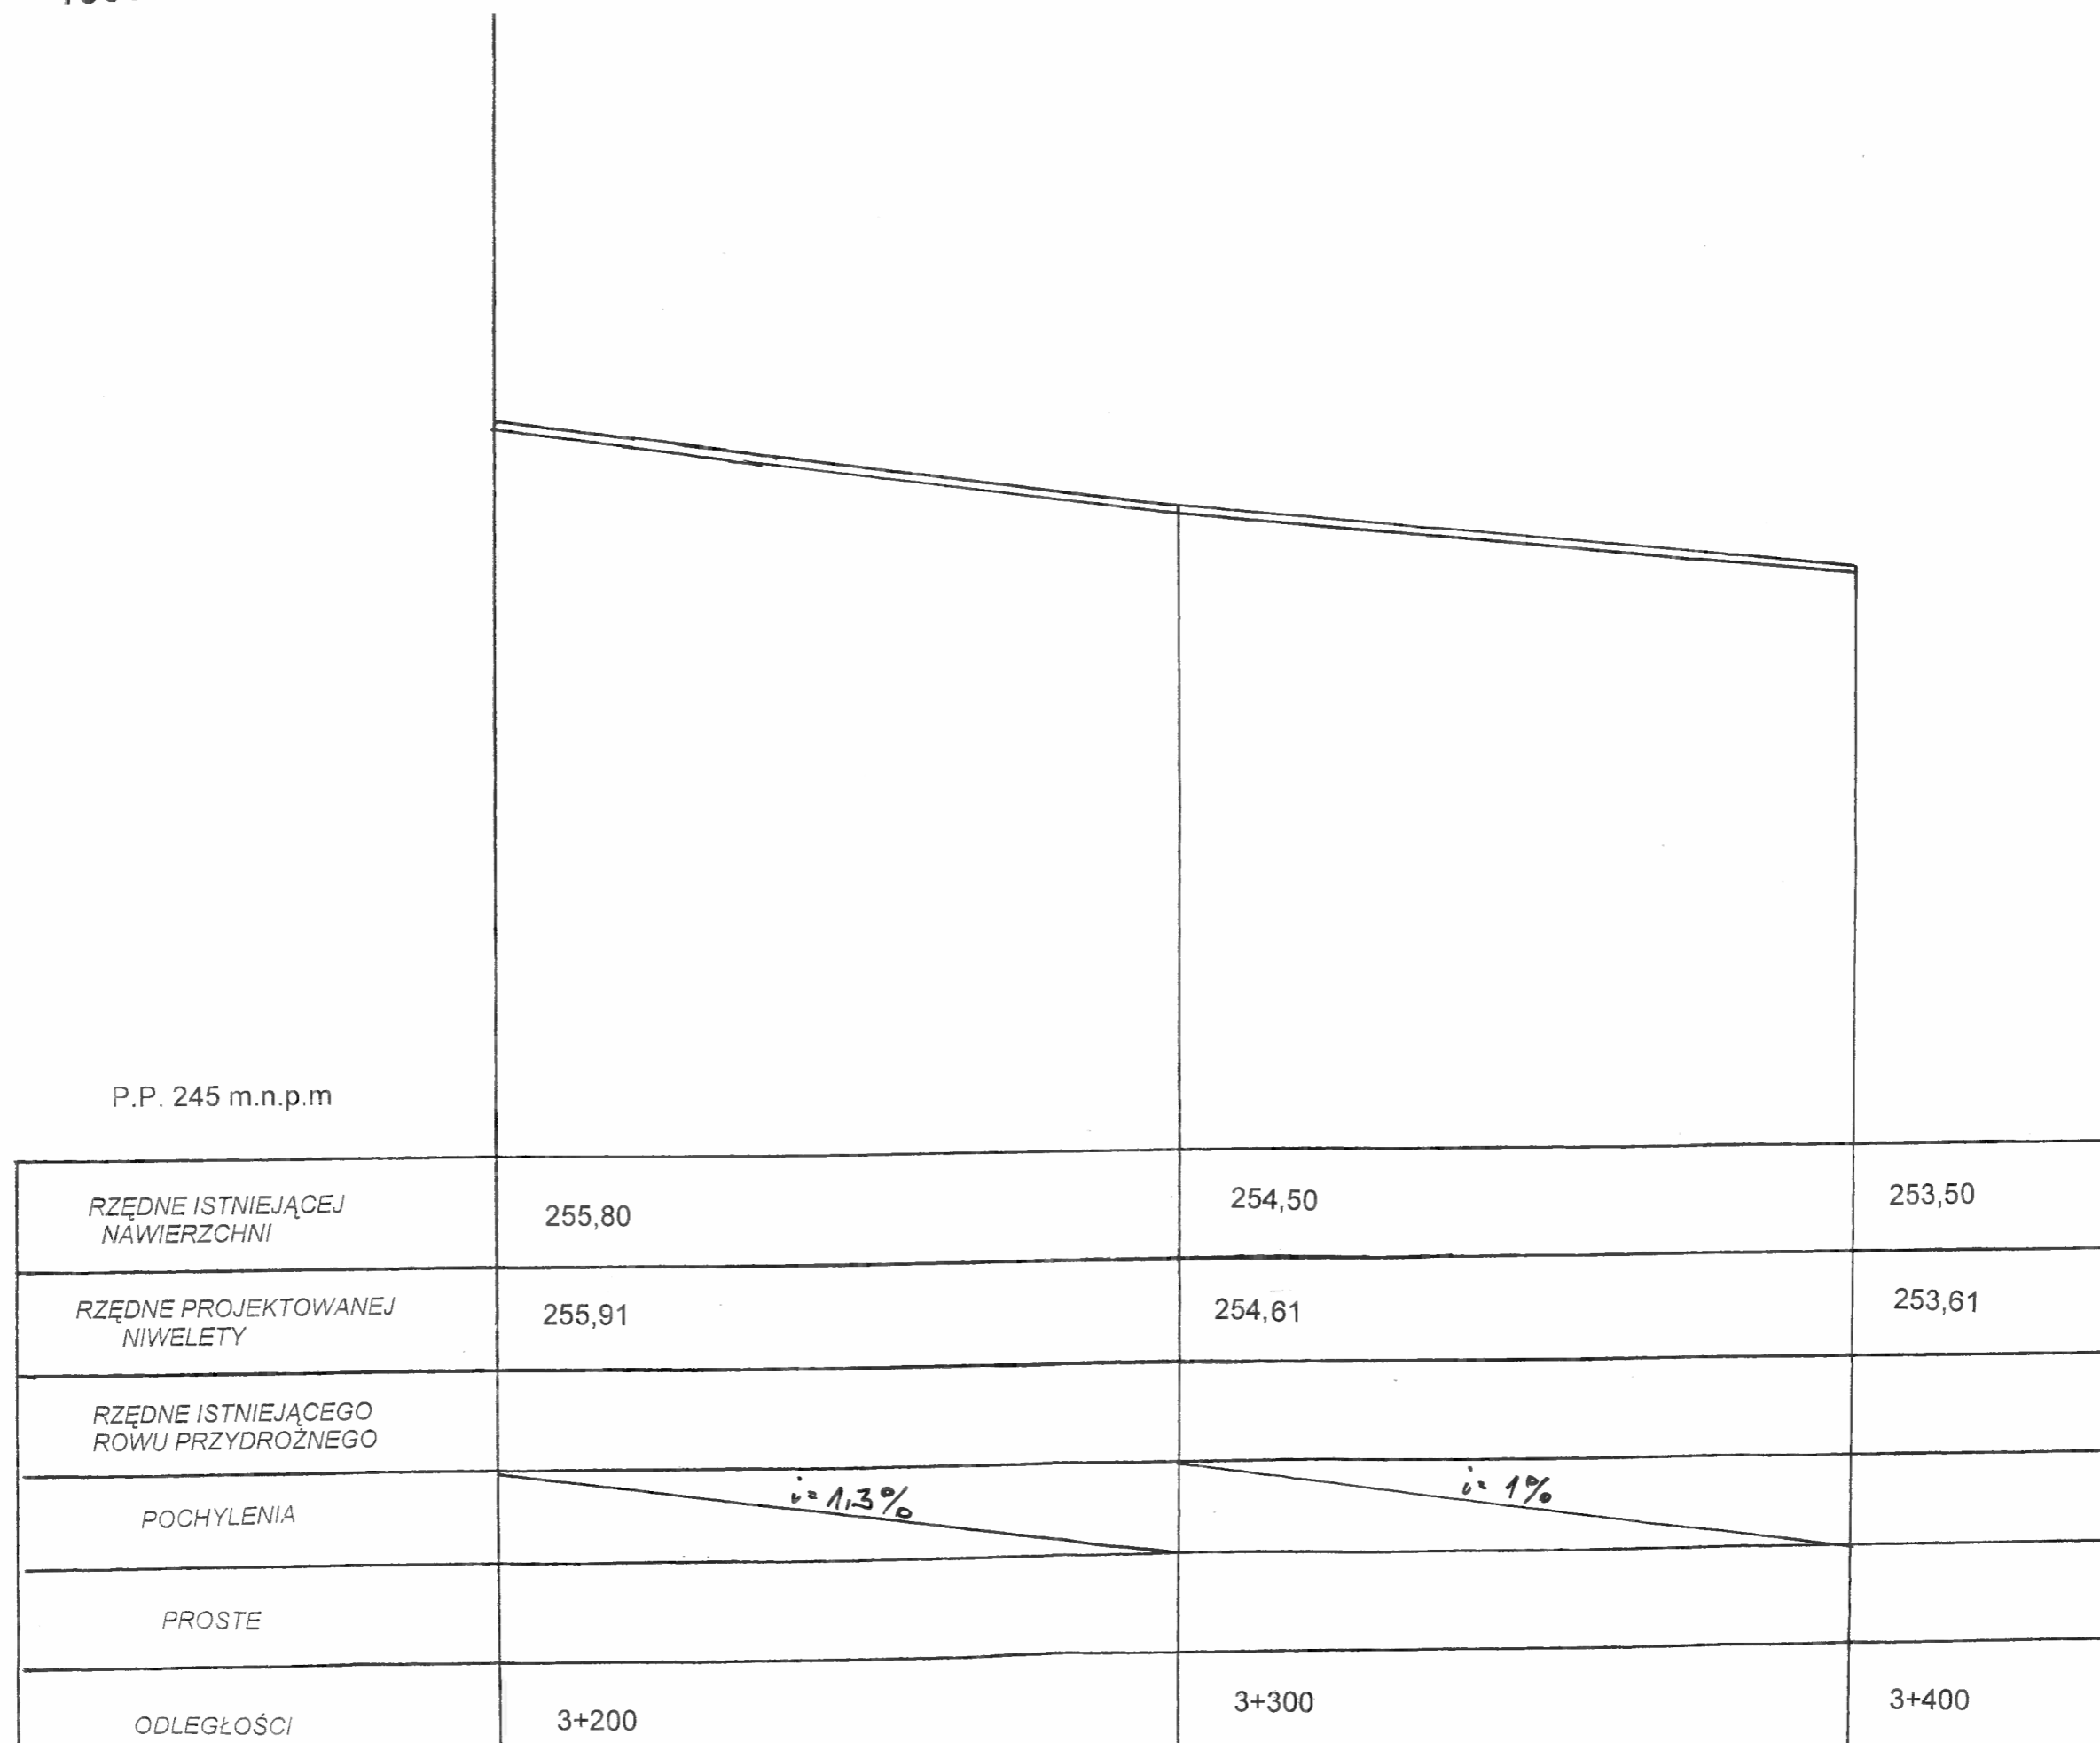 P.P. 245 m.n.p.m
RZĘDNE ISTNIEJĄCEJ
NAWIERZCHNI
255,80
254,50
253,50
RZĘDNE PROJEKTOWANEJ
NIWELETY
255,91
254,61
253,61
RZĘDNE ISTNIEJĄCEGO
ROWU PRZYDROŻNEGO
POCHYLENIA
i= 1,3%
i= 1%
PROSTE
ODLEGŁOŚCI
3+200
3+300
3+400